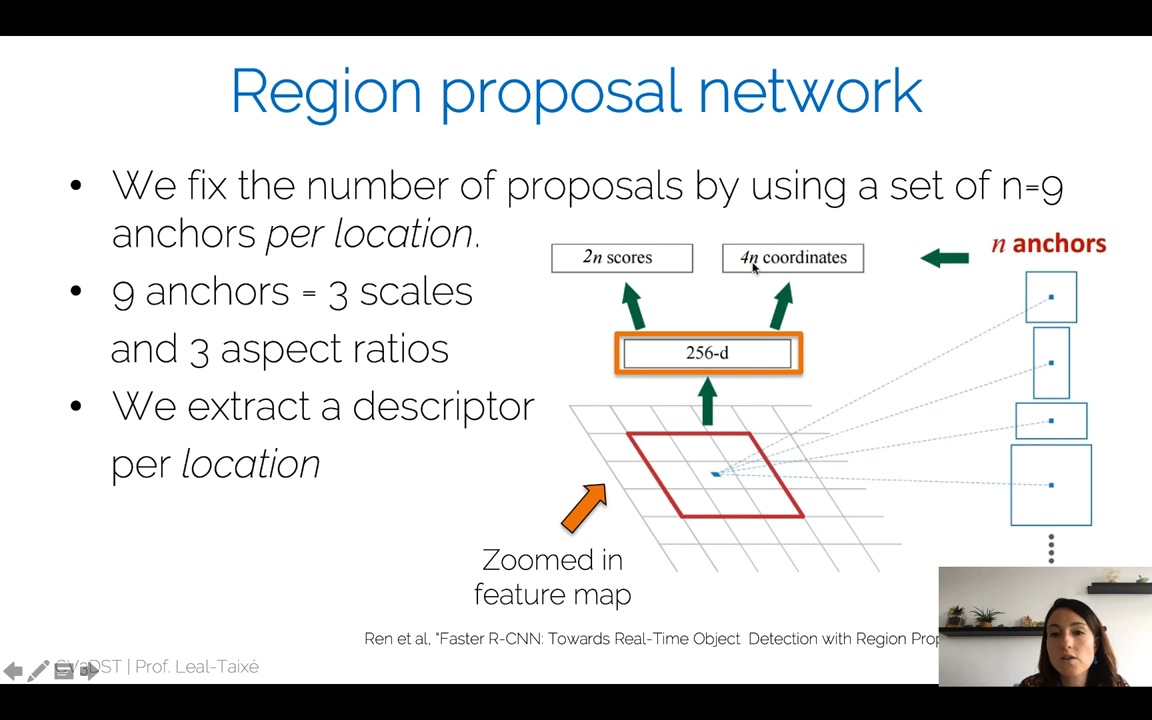 Region proposal network
• We fix the number of proposals by using a set of n=9
anchors per location.
• 9 anchors = 3 scales
and 3 aspect ratios
• We extract a descriptor
per location
2n scores
4n coordinates
n anchors
256-d
Zoomed in
feature map
Ren et al, "Faster R-CNN: Towards Real-Time Object Detection with Region
CV3DST | Prof. Leal-Taixé